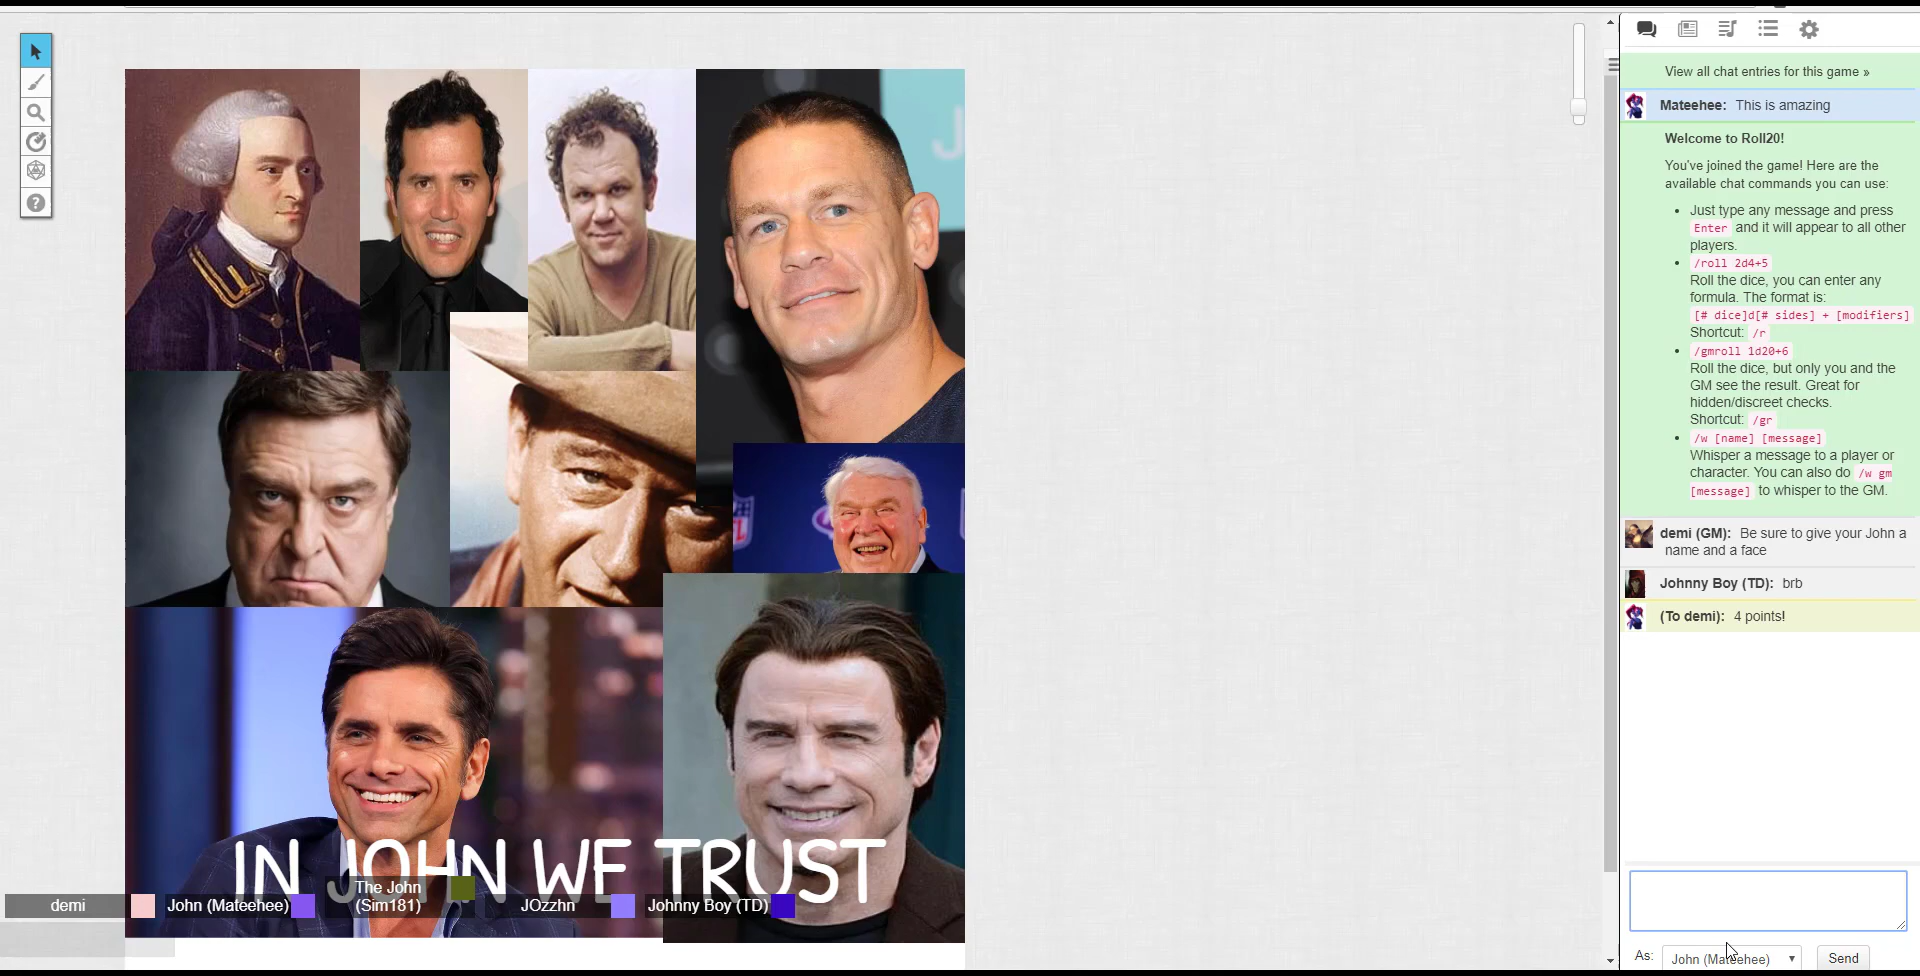 View all chat entries for this game »
Mateehee: This is amazing
Welcome to Roll20!
You've joined the game! Here are the
available chat commands you can use:
• Just type any message and press
Enter and it will appear to all other
players.
• /roll 2d4+5
Roll the dice, you can enter any
formula. The format is:
[# dice]d[# sides] + [modifiers]
Shortcut: /r
• /gmroll 1d20+6
Roll the dice, but only you and the
GM see the result. Great for
hidden/discreet checks.
Shortcut: /gr
• /w [name] [message]
Whisper a message to a player or
character. You can also do /w gm
[message] to whisper to the GM.
demi (GM): Be sure to give your John a
name and a face
Johnny Boy (TD): brb
(To demi): 4 points!
As: John (Mateehee) Send
NFL
IN JOHN WE TRUST
demi
John (Mateehee)
The John
(Sim181)
JOzzhn
Johnny Boy (TD)